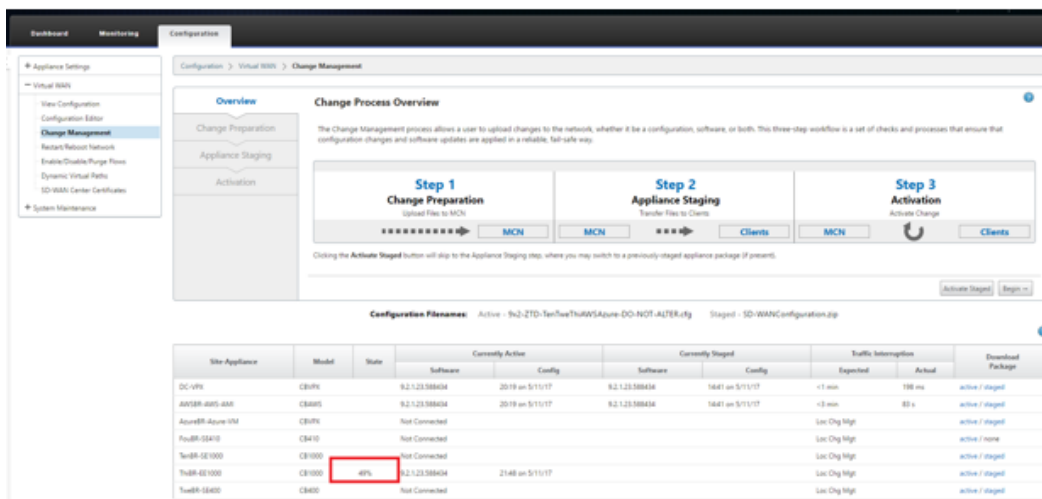 Dashboard Monitoring Configuration
+ Appliance Settings
− Virtual WAN
View Configuration
Configuration Editor
Change Management
Restart/Reboot Network
Enable/Disable/Purge Flows
Dynamic Virtual Paths
SD-WAN Center Certificates
+ System Maintenance
Configuration > Virtual WAN > Change Management
Overview
Change Preparation
Appliance Staging
Activation
Change Process Overview
The Change Management process allows a user to upload changes to the network, whether it be a configuration, software, or both. This three-step workflow is a set of checks and processes that ensure that
configuration changes and software updates are applied in a reliable, fail-safe way.
Step 1 Step 2 Step 3
Change Preparation Appliance Staging Activation
Upload Files to MCN Transfer Files to Clients Activate Change
MCN MCN Clients MCN Clients
Clicking the Activate Staged button will skip to the Appliance Staging step, where you may switch to a previously-staged appliance package (if present).
Activate Staged Begin
Configuration Filenames: Active - 9v2-ZTD-TenTweThiAWSAzure-DO-NOT-ALTER.cfg Staged - SD-WANConfiguration.zip
Site-Appliance Model State Currently Active Currently Staged Traffic Interruption Download Package
Software Config Software Config Expected Actual
DC-VPX CBVPX 9.2.1.23.588434 20:19 on 5/11/17 9.2.1.23.588434 14:41 on 5/11/17 <1 min 198 ms active / staged
AWSBR-AWS-AMI CBAWS 9.2.1.23.588434 20:19 on 5/11/17 9.2.1.23.588434 14:41 on 5/11/17 <3 min 83 s active / staged
AzureBR-Azure-VM CBVPX Not Connected Loc Chg Mgt active / staged
FouBR-SE410 CB410 Not Connected Loc Chg Mgt active / none
TenBR-SE1000 CB1000 Not Connected Loc Chg Mgt active / staged
ThiBR-EE1000 CB1000 49% 9.2.1.23.588434 21:48 on 5/11/17 Loc Chg Mgt active / staged
TweBR-SE400 CB400 Not Connected Loc Chg Mgt active / staged